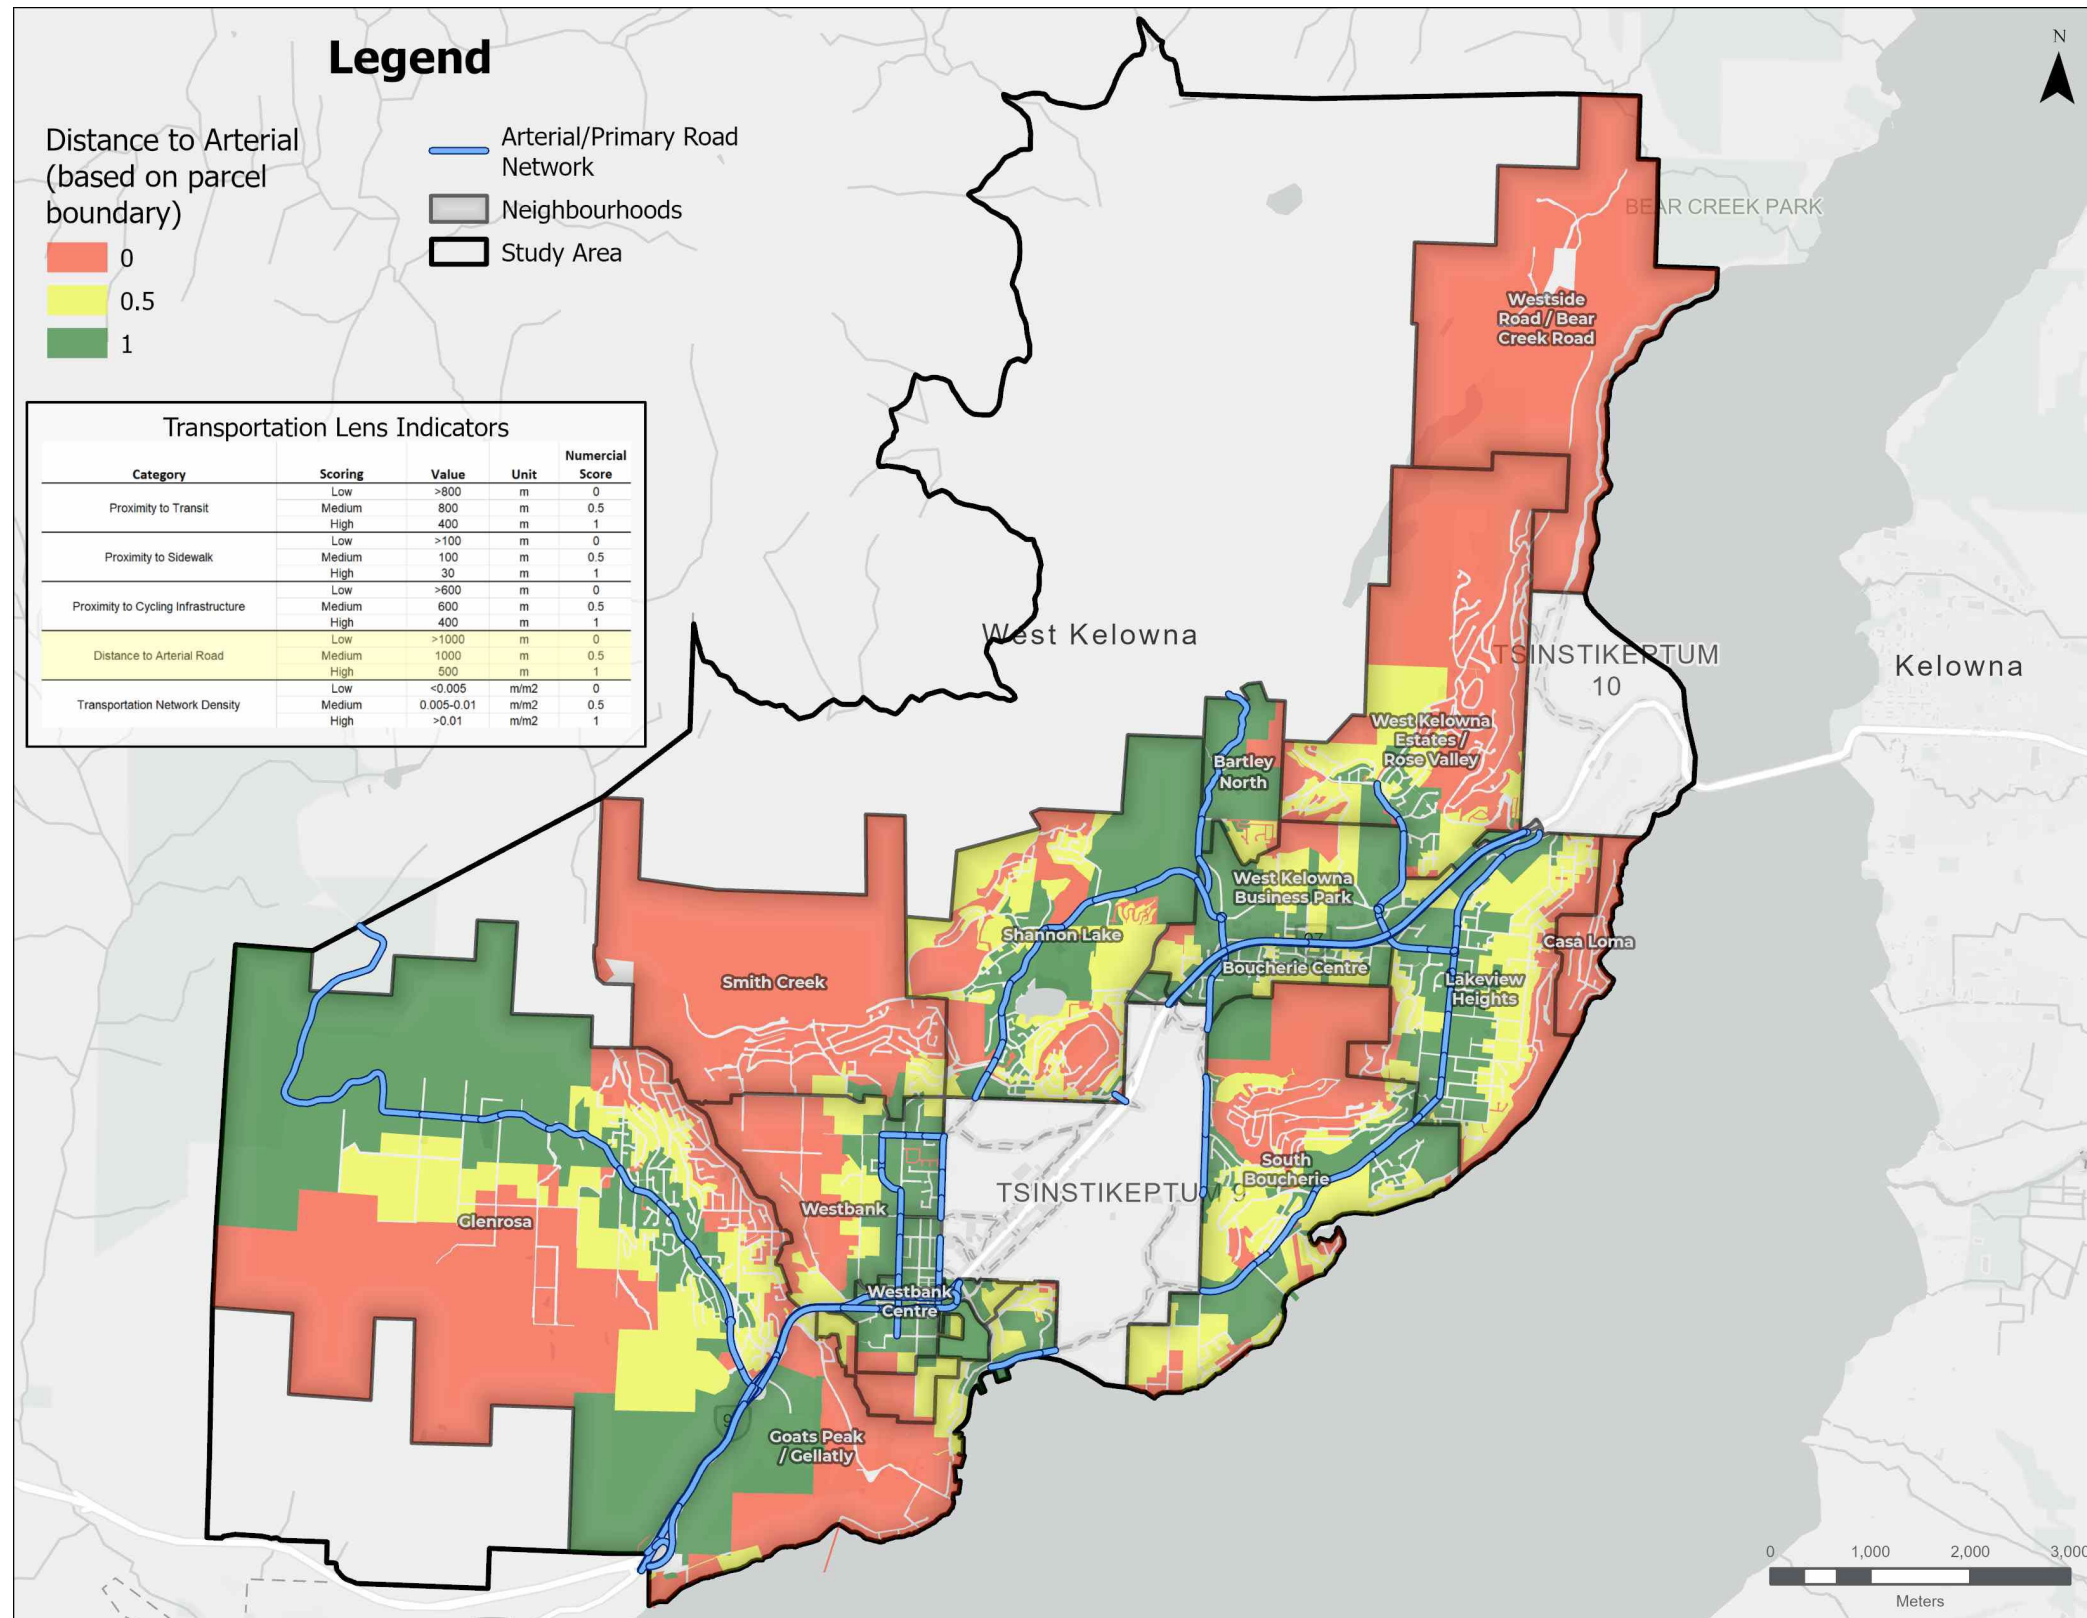 Legend
Distance to Arterial
(based on parcel
boundary)
0
0.5
1
Arterial/Primary Road
Network
Neighbourhoods
Study Area
N
Transportation Lens Indicators
Category Scoring Value Unit Numercial Score
Proximity to Transit
Low >800 m 0
Medium 800 m 0.5
High 400 m 1
Proximity to Sidewalk
Low >100 m 0
Medium 100 m 0.5
High 30 m 1
Proximity to Cycling Infrastructure
Low >600 m 0
Medium 600 m 0.5
High 400 m 1
Distance to Arterial Road
Low >1000 m 0
Medium 1000 m 0.5
High 500 m 1
Transportation Network Density
Low <0.005 m/m2 0
Medium 0.005-0.01 m/m2 0.5
High >0.01 m/m2 1
BEAR CREEK PARK
Westside
Road / Bear
Creek Road
West Kelowna
TSINSTIKEPTUM
10
Kelowna
West Kelowna
Estates /
Rose Valley
Bartley
North
West Kelowna
Business Park
Shannon Lake
97
Casa Loma
Boucherie Centre
Smith Creek
Lakeview
Heights
South
Boucherie
TSINSTIKEPTUM 9
Westbank
Glenrosa
Westbank
Centre
Goats Peak
/ Gellatly
0 1,000 2,000 3,000
Meters